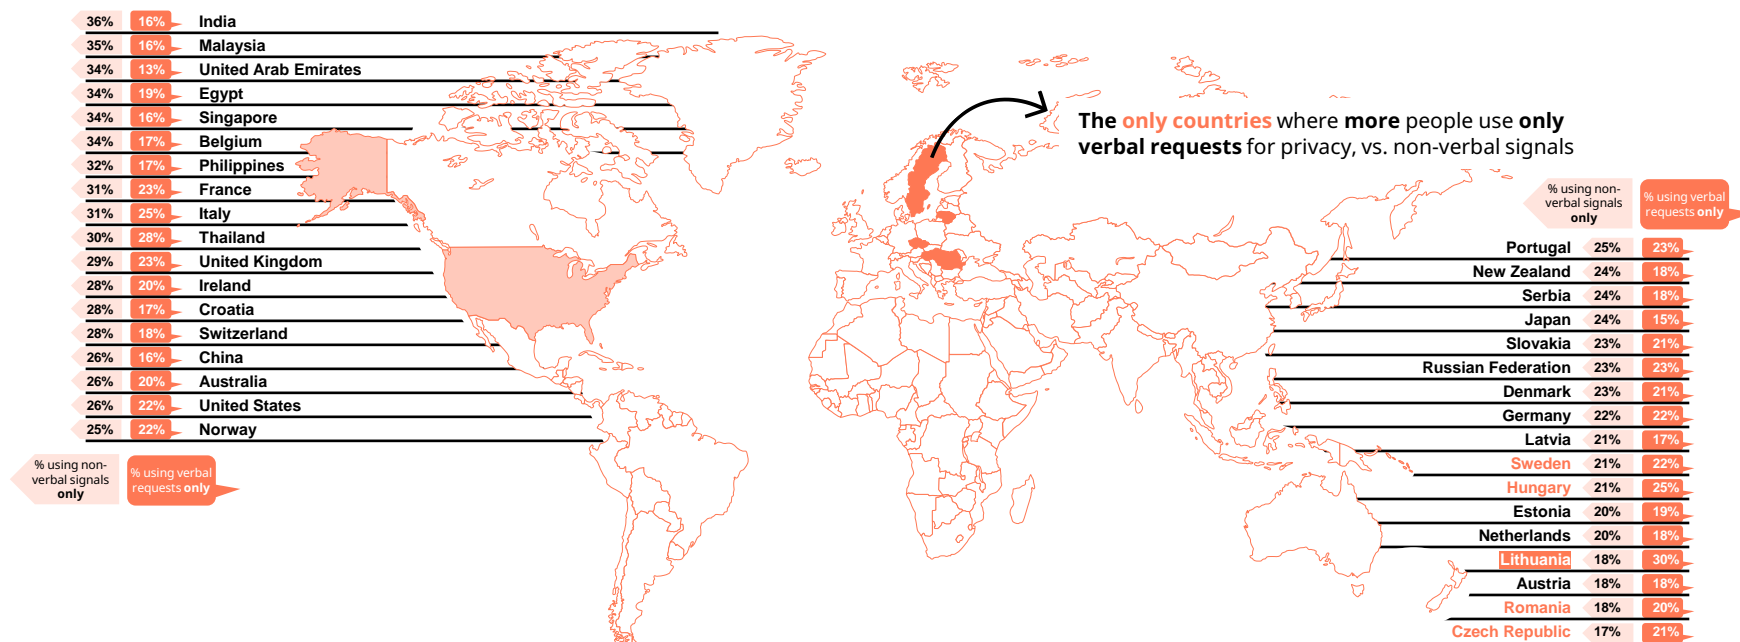 36% 16% India
35% 16% Malaysia
34% 13% United Arab Emirates
34% 19% Egypt
34% 16% Singapore
34% 17% Belgium
32% 17% Philippines
31% 23% France
31% 25% Italy
30% 28% Thailand
29% 23% United Kingdom
28% 20% Ireland
28% 17% Croatia
28% 18% Switzerland
26% 16% China
26% 20% Australia
26% 22% United States
25% 22% Norway
% using non-
verbal signals
only
% using verbal
requests only
The only countries where more people use only
verbal requests for privacy, vs. non-verbal signals
% using non-
verbal signals
only
% using verbal
requests only
Portugal 25% 23%
New Zealand 24% 18%
Serbia 24% 18%
Japan 24% 15%
Slovakia 23% 21%
Russian Federation 23% 23%
Denmark 23% 21%
Germany 22% 22%
Latvia 21% 17%
Sweden 21% 22%
Hungary 21% 25%
Estonia 20% 19%
Netherlands 20% 18%
Lithuania 18% 30%
Austria 18% 18%
Romania 18% 20%
Czech Republic 17% 21%